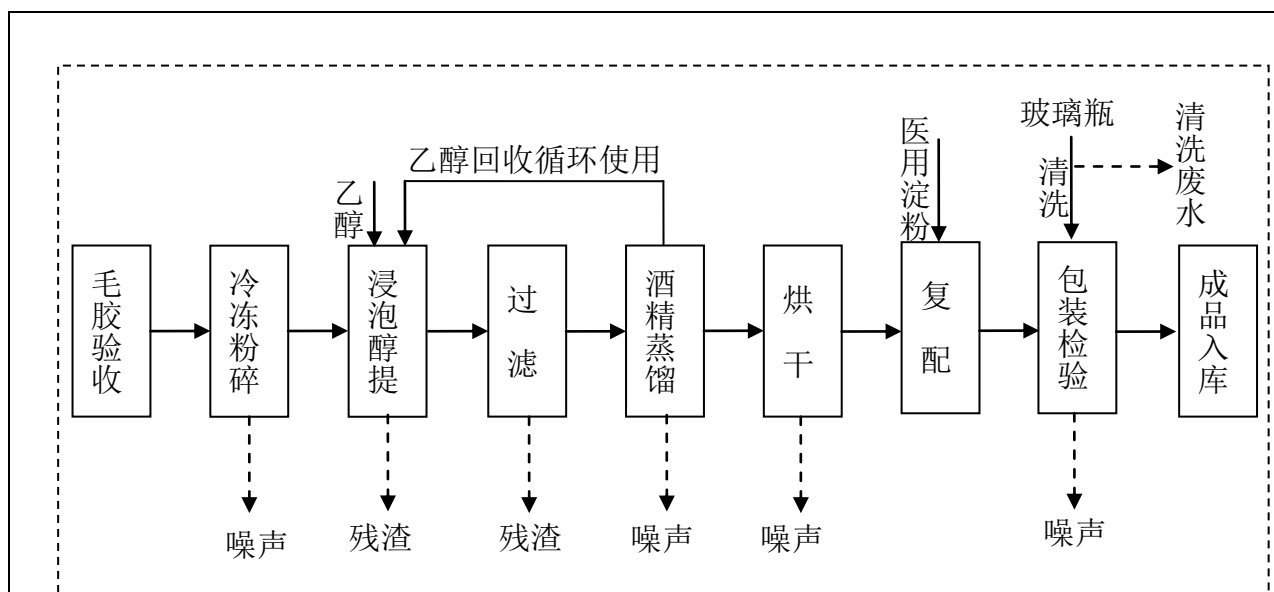 玻璃瓶
医用淀粉
清洗
清洗废水
乙醇回收循环使用
乙醇
毛胶验收
冷冻粉碎
浸泡醇提
过滤
酒精蒸馏
烘干
复配
包装检验
成品入库
噪声
残渣
残渣
噪声
噪声
噪声